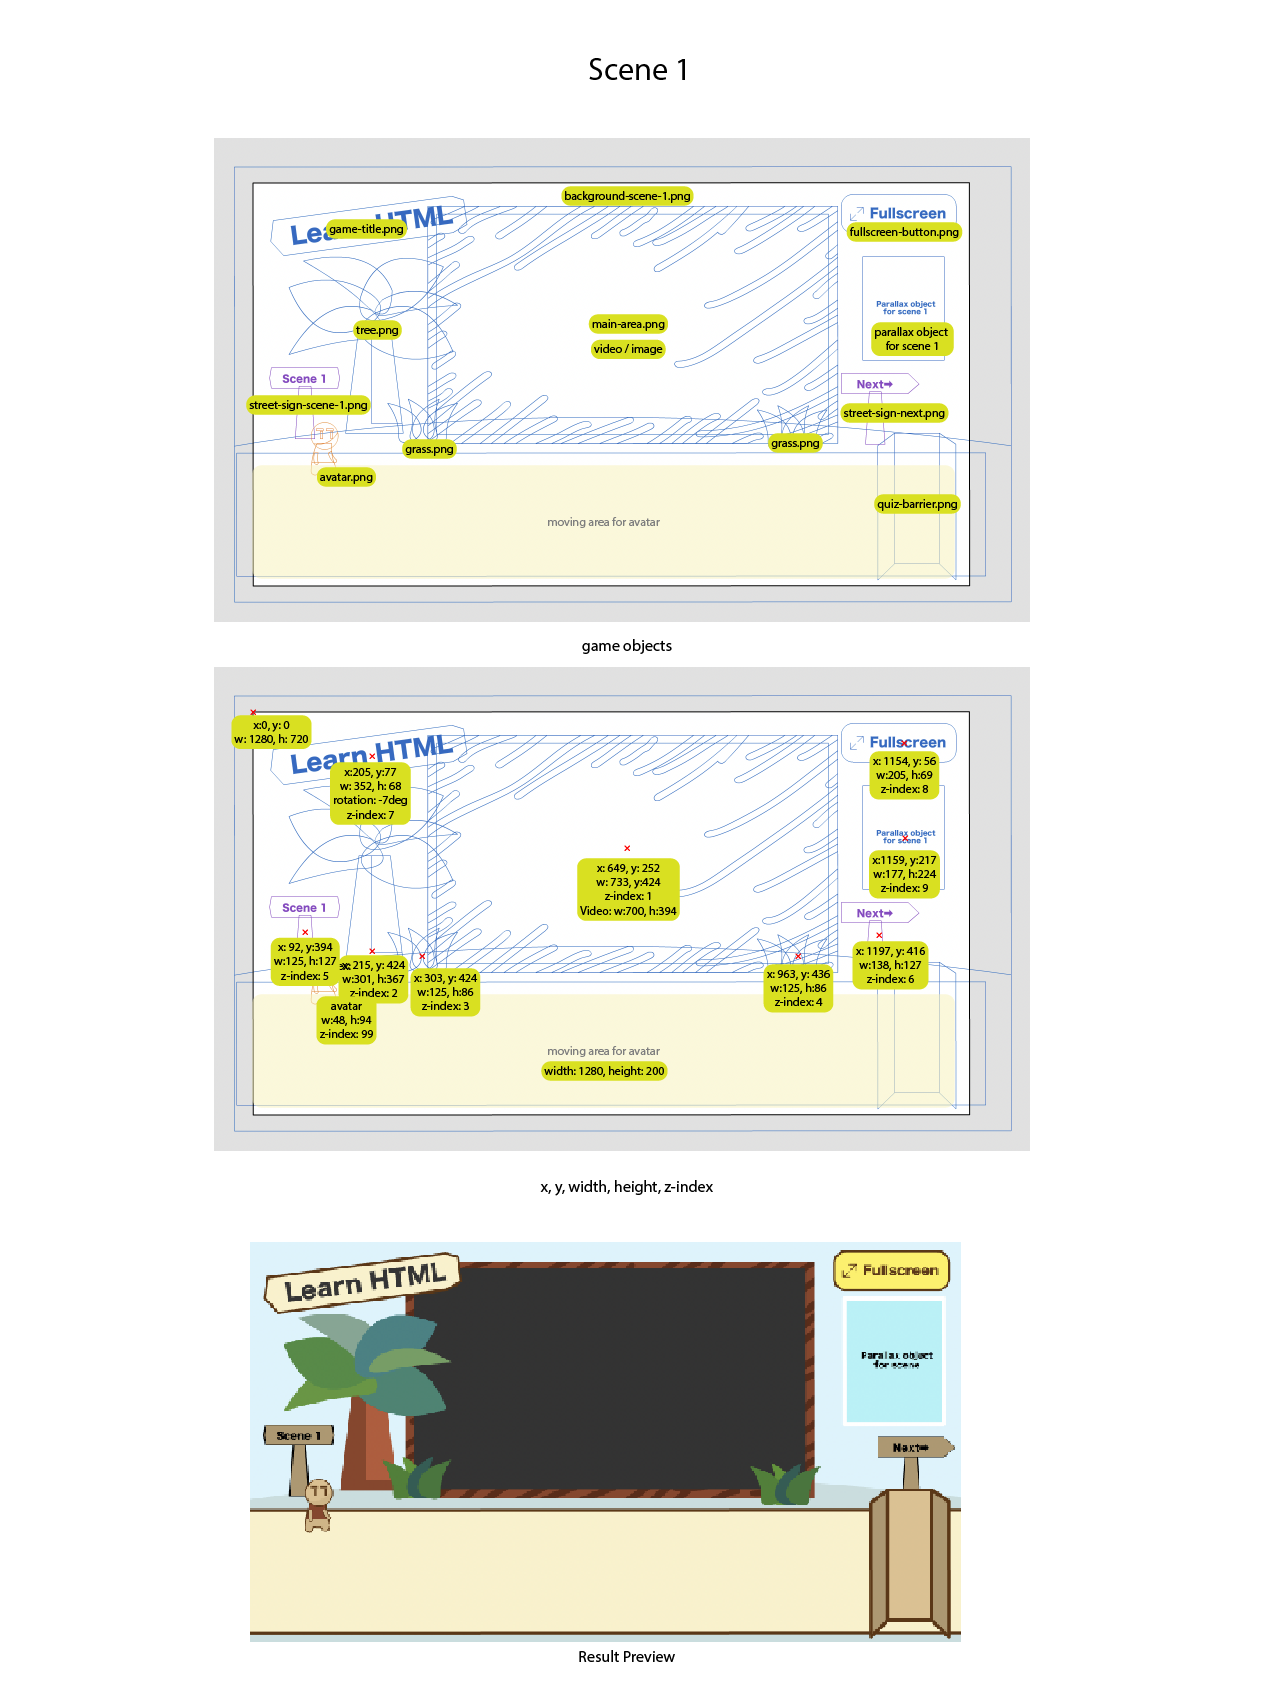 Scene 1
background-scene-1.png
Learn HTML
game-title.png
Fullscreen
fullscreen-button.png
Parallax object
for scene 1
main-area.png
video / image
tree.png
parallax object
for scene 1
Scene 1
Next➡
street-sign-scene-1.png
street-sign-next.png
grass.png
grass.png
avatar.png
quiz-barrier.png
moving area for avatar
game objects
x:0, y: 0
w: 1280, h: 720
Learn HTML
x:205, y:77
w: 352, h: 68
rotation: -7deg
z-index: 7
Fullscreen
x: 1154, y: 56
w:205, h:69
z-index: 8
Parallax object
for scene 1
x:1159, y:217
w:177, h:224
z-index: 9
x: 649, y: 252
w: 733, y:424
z-index: 1
Video: w:700, h:394
Scene 1
x: 92, y:394
w:125, h:127
z-index: 5
x: 215, y: 424
w:301, h:367
z-index: 2
x: 303, y: 424
w:125, h:86
z-index: 3
x: 963, y: 436
w:125, h:86
z-index: 4
Next➡
x: 1197, y: 416
w:138, h:127
z-index: 6
avatar
w:48, h:94
z-index: 99
moving area for avatar
width: 1280, height: 200
x, y, width, height, z-index
Learn HTML
Fullscreen
Parallax object
for scene
Scene 1
Next➡
Result Preview